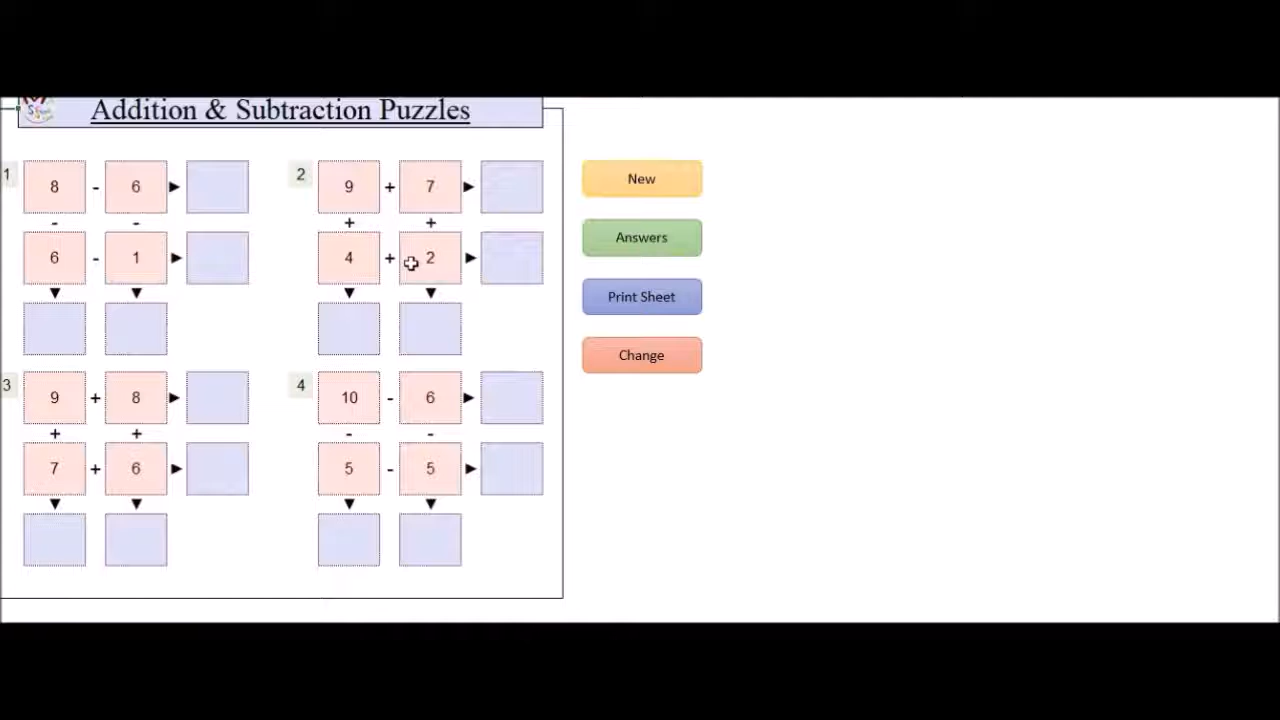 Addition & Subtraction Puzzles
1
8 - 6 ►
- -
6 - 1 ►
▼ ▼
2
9 + 7 ►
+ +
4 + 2 ►
▼ ▼
3
9 + 8 ►
+ +
7 + 6 ►
▼ ▼
4
10 - 6 ►
- -
5 - 5 ►
▼ ▼
New
Answers
Print Sheet
Change